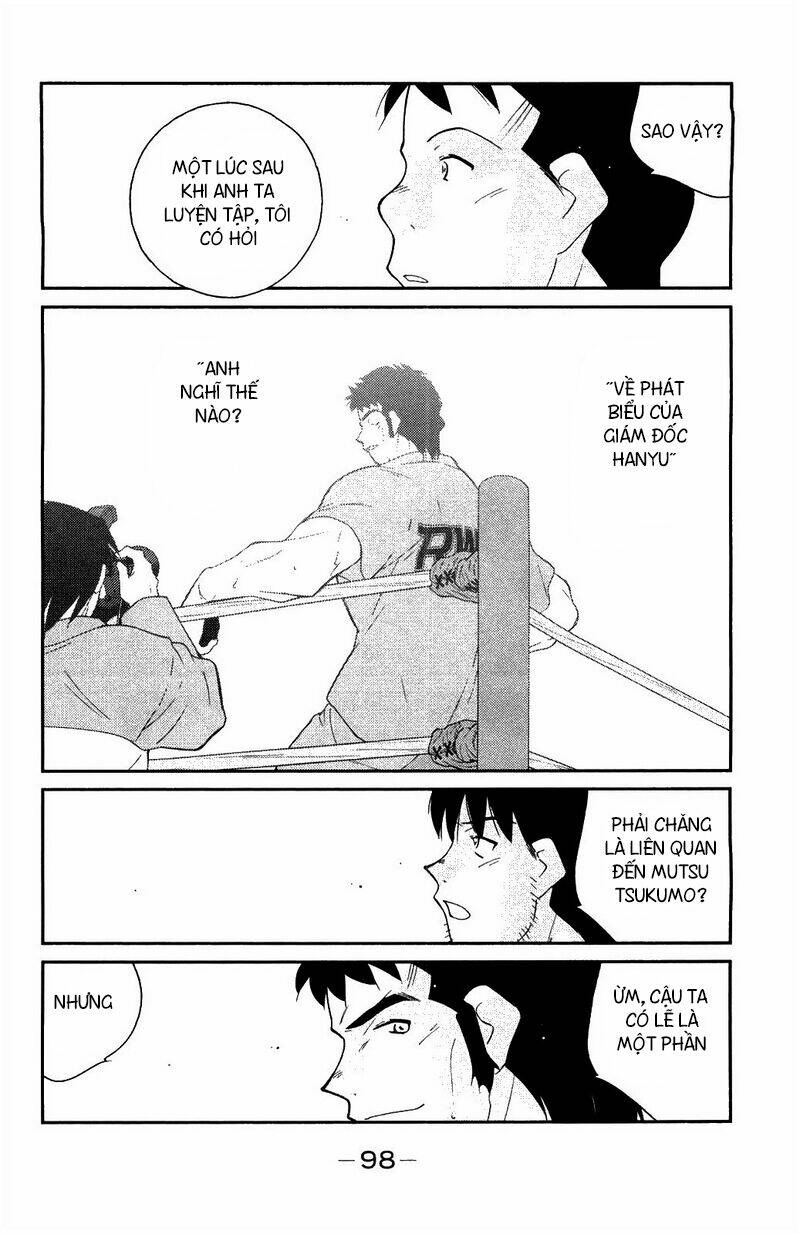 SAO VẬY?
MỘT LÚC SAU
KHI ANH TA
LUYỆN TẬP, TÔI
CÓ HỎI
"VỀ PHÁT
BIỂU CỦA
GIÁM ĐỐC
HANYU"
"ANH
NGHĨ THẾ
NÀO?
RW
PHẢI CHĂNG
LÀ LIÊN QUAN
ĐẾN MUTSU
TSUKUMO?
ỪM, CẬU TA
CÓ LẼ LÀ
MỘT PHẦN
NHƯNG
—98—